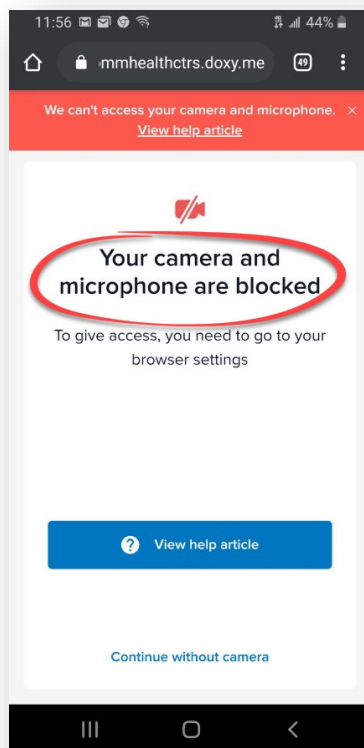 11:56 44%
mmhealthctrs.doxy.me 49
We can't access your camera and microphone. ×
View help article
Your camera and
microphone are blocked
To give access, you need to go to your
browser settings
? View help article
Continue without camera